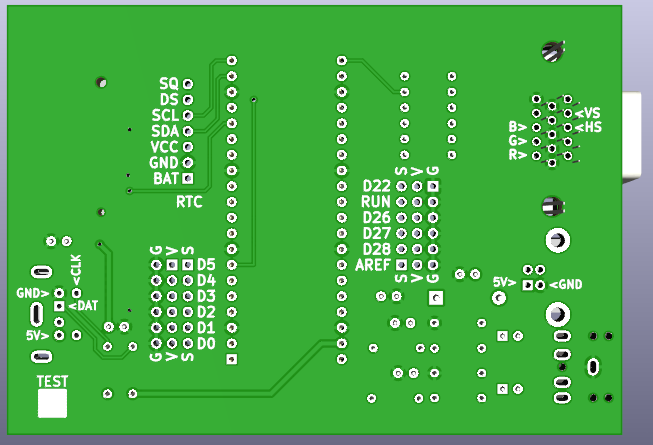 SQ
DS
SCL
SDA
VCC
GND
BAT
RTC
<VS
B> <HS
G>
R>
S V G
D22
RUN
D26
D27
D28
AREF
S V G
G V S
D5
D4
D3
D2
D1
D0
G V S
<CLK
GND>
<DAT
5V>
5V> <GND
TEST